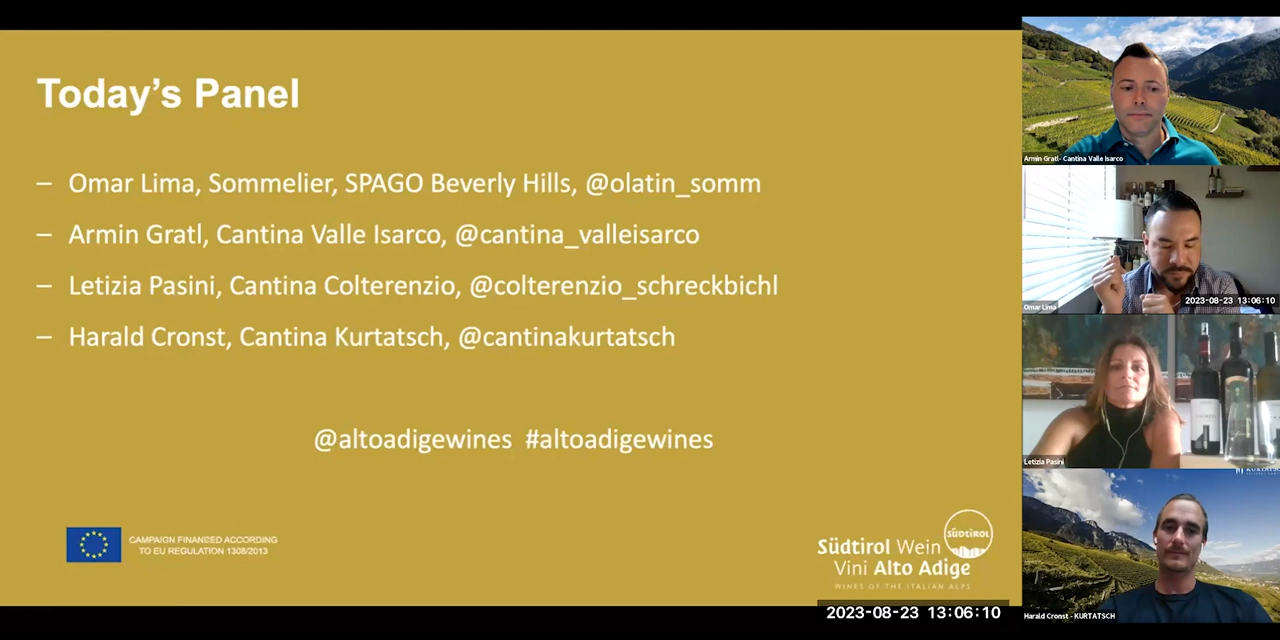 Today's Panel
– Omar Lima, Sommelier, SPAGO Beverly Hills, @olatin_somm
– Armin Gratl, Cantina Valle Isarco, @cantina_valleisarco
– Letizia Pasini, Cantina Colterenzio, @colterenzio_schreckbichl
– Harald Cronst, Cantina Kurtatsch, @cantinakurtatsch
@altoadigewines #altoadigewines
CAMPAIGN FINANCED ACCORDING
TO EU REGULATION 1308/2013
SÜDTIROL
Südtirol Wein
Vini Alto Adige
WINES OF THE ITALIAN ALPS
2023-08-23 13:06:10
Armin Gratl- Cantina Valle Isarco
2023-08-23 13:06:10
Omar Lima
Letizia Pasini
Harald Cronst - KURTATSCH